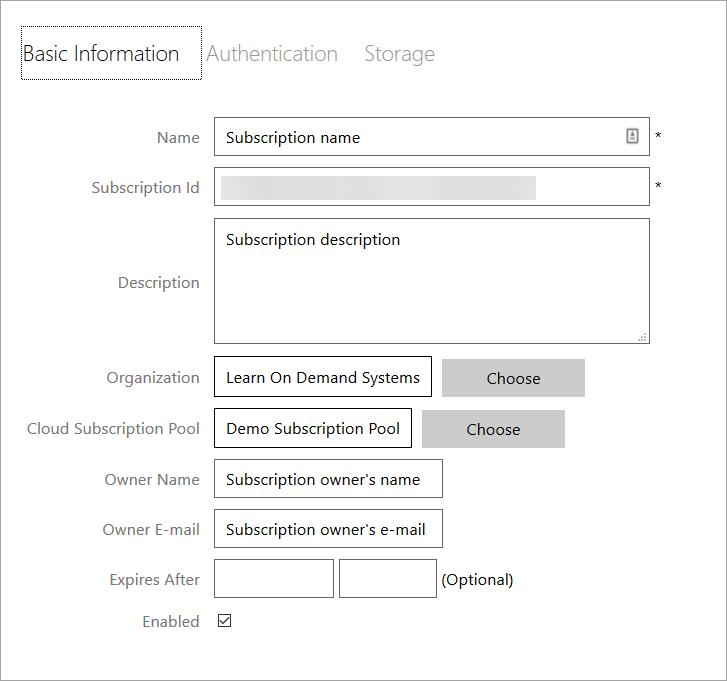 Basic Information Authentication Storage
Name Subscription name *
Subscription Id *
Description Subscription description
Organization Learn On Demand Systems Choose
Cloud Subscription Pool Demo Subscription Pool Choose
Owner Name Subscription owner's name
Owner E-mail Subscription owner's e-mail
Expires After (Optional)
Enabled